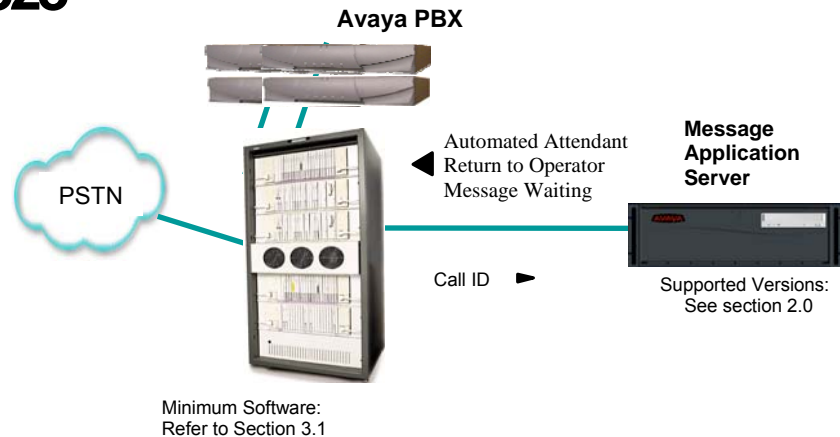 Avaya PBX
PSTN
Automated Attendant
Return to Operator
Message Waiting
Message
Application
Server
AVAYA
Call ID
Supported Versions:
See section 2.0
Minimum Software:
Refer to Section 3.1